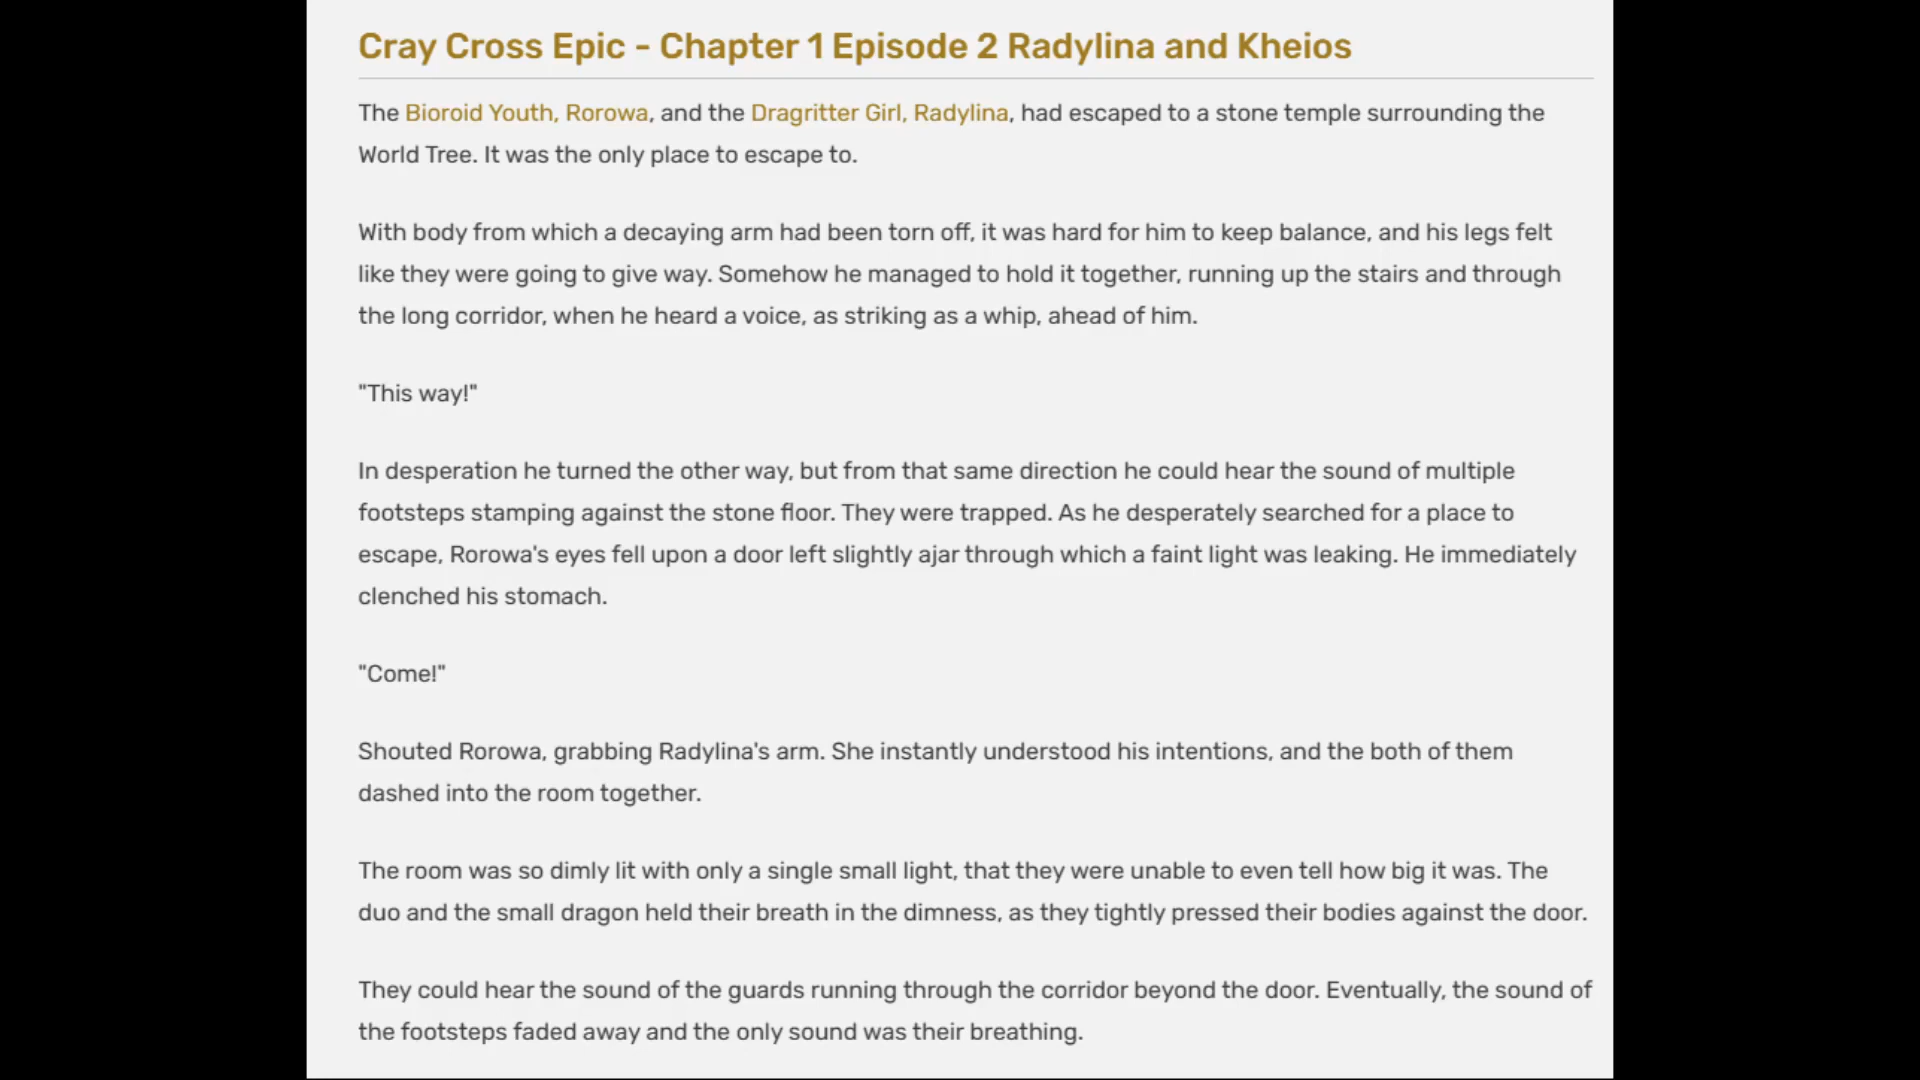 Cray Cross Epic - Chapter 1 Episode 2 Radylina and Kheios
The Bioroid Youth, Rorowa, and the Dragritter Girl, Radylina, had escaped to a stone temple surrounding the
World Tree. It was the only place to escape to.
With body from which a decaying arm had been torn off, it was hard for him to keep balance, and his legs felt
like they were going to give way. Somehow he managed to hold it together, running up the stairs and through
the long corridor, when he heard a voice, as striking as a whip, ahead of him.
"This way!"
In desperation he turned the other way, but from that same direction he could hear the sound of multiple
footsteps stamping against the stone floor. They were trapped. As he desperately searched for a place to
escape, Rorowa's eyes fell upon a door left slightly ajar through which a faint light was leaking. He immediately
clenched his stomach.
"Come!"
Shouted Rorowa, grabbing Radylina's arm. She instantly understood his intentions, and the both of them
dashed into the room together.
The room was so dimly lit with only a single small light, that they were unable to even tell how big it was. The
duo and the small dragon held their breath in the dimness, as they tightly pressed their bodies against the door.
They could hear the sound of the guards running through the corridor beyond the door. Eventually, the sound of
the footsteps faded away and the only sound was their breathing.